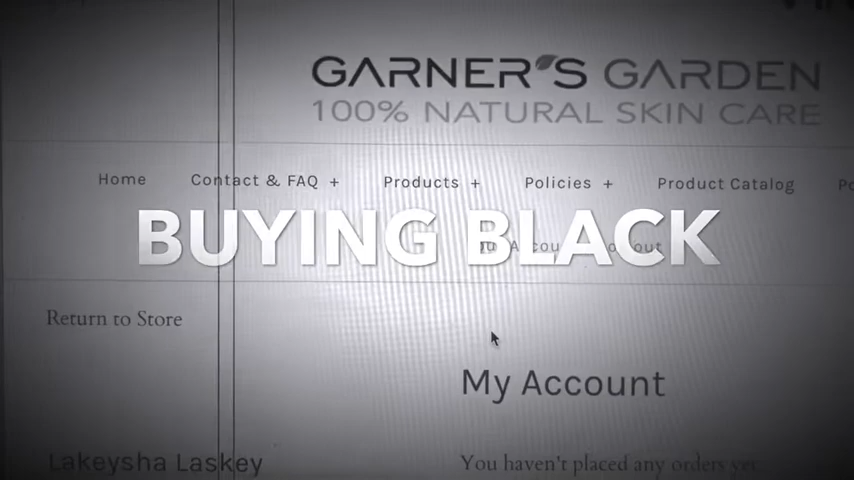 GARNER'S GARDEN
100% NATURAL SKIN CARE
Home Contact & FAQ + Products + Policies + Product Catalog
BUYING BLACK
Return to Store
My Account
Lakeysha Laskey
You haven't placed any orders yet.